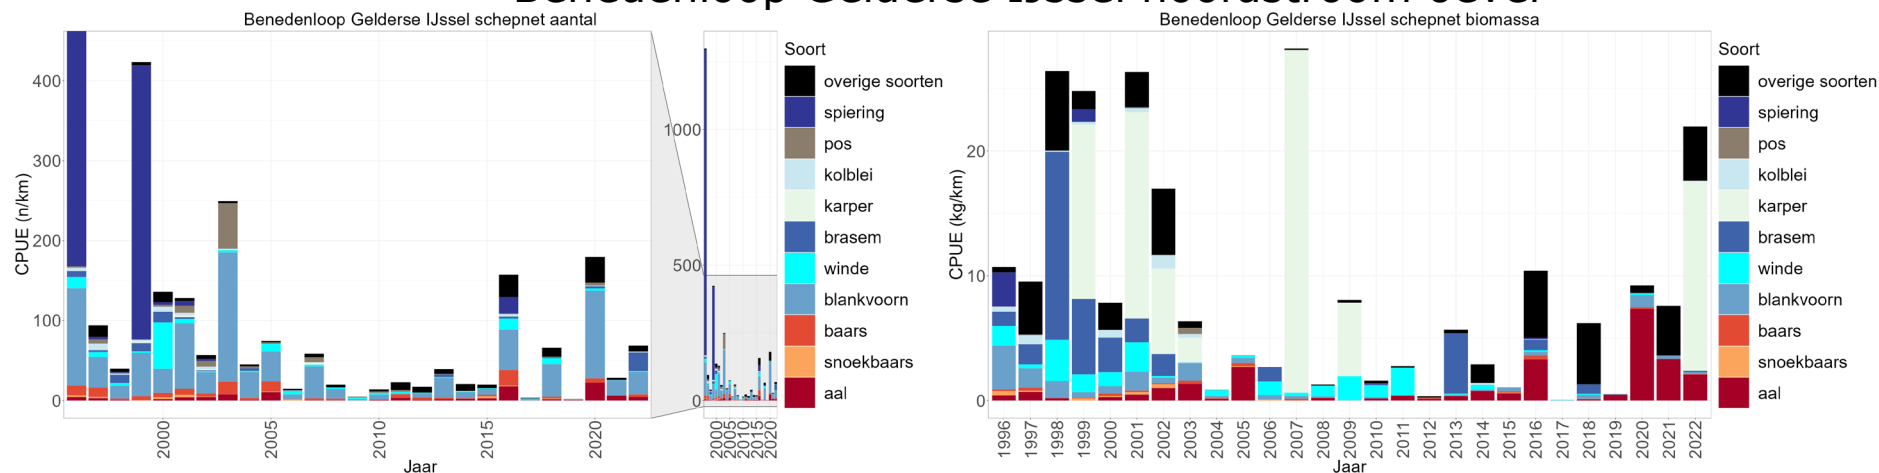 Benedenloop Gelderse IJssel schepnet aantal
CPUE (n/km)
400
300
200
100
0
2000
2005
2010
2015
2020
Jaar
1000
500
0
2000
2005
2010
2015
2020
Soort
overige soorten
spiering
pos
kolblei
karper
brasem
winde
blankvoorn
baars
snoekbaars
aal
Benedenloop Gelderse IJssel schepnet biomassa
CPUE (kg/km)
20
10
0
1996
1997
1998
1999
2000
2001
2002
2003
2004
2005
2006
2007
2008
2009
2010
2011
2012
2013
2014
2015
2016
2017
2018
2019
2020
2021
2022
Jaar
Soort
overige soorten
spiering
pos
kolblei
karper
brasem
winde
blankvoorn
baars
snoekbaars
aal